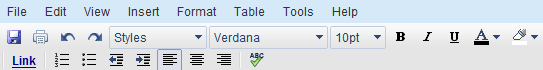 File Edit View Insert Format Table Tools Help
Styles Verdana 10pt B I U A
Link ABC